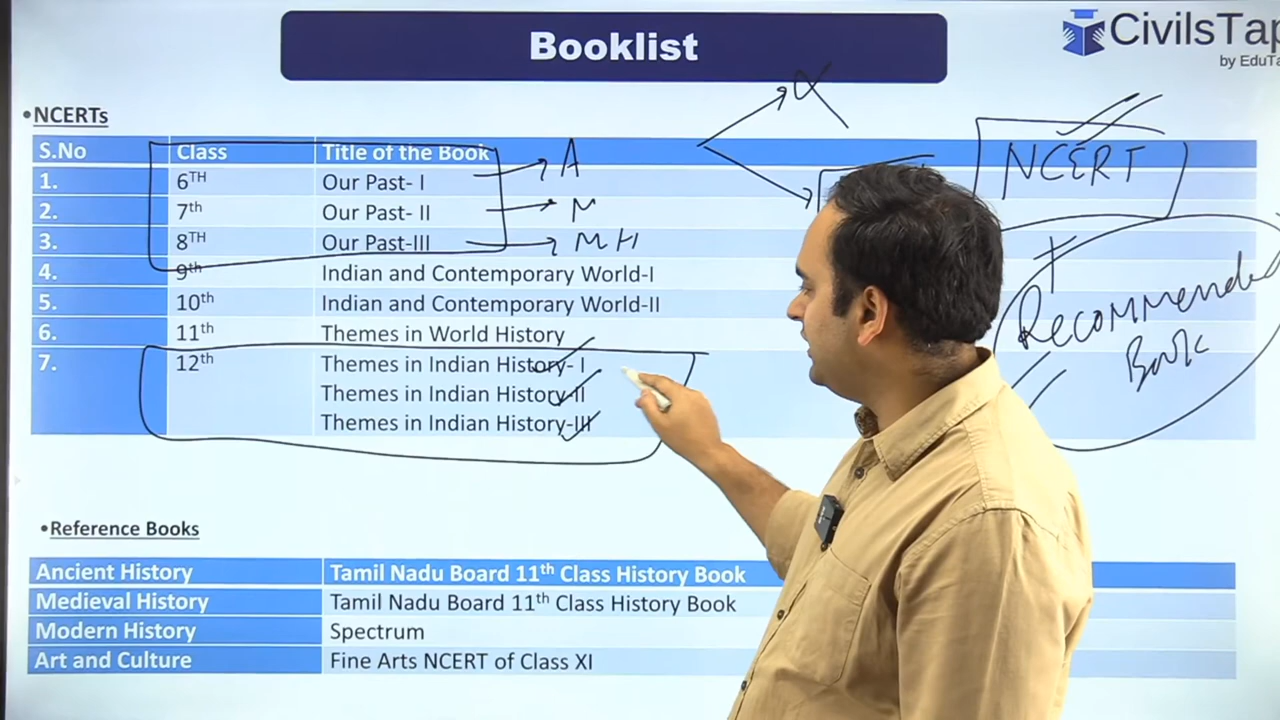 Booklist
CivilsTap
by EduTa
•NCERTs
S.No Class Title of the Book
1. 6TH Our Past- I
2. 7th Our Past- II
3. 8TH Our Past-III
4. 9th Indian and Contemporary World-I
5. 10th Indian and Contemporary World-II
6. 11th Themes in World History
7. 12th Themes in Indian History- I
Themes in Indian History-II
Themes in Indian History-III
A
M
M H
NCERT
+
Recommended
Book
•Reference Books
Ancient History Tamil Nadu Board 11th Class History Book
Medieval History Tamil Nadu Board 11th Class History Book
Modern History Spectrum
Art and Culture Fine Arts NCERT of Class XI